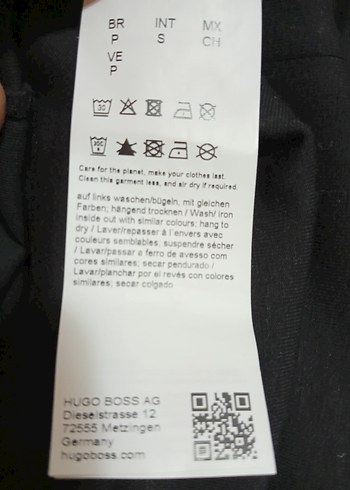 BR INT MX
P S CH
VE
P
30
30C
Care for the planet, make your clothes last.
Clean this garment less, and air dry if required.
auf links waschen/bügeln, mit gleichen
Farben; hängend trocknen / Wash/ iron
inside out with similar colours; hang to
dry / Laver/repasser à l'envers avec
couleurs semblables; suspendre sécher
/ Lavar/passar a ferro de avesso com
cores similares; secar pendurado /
Lavar/planchar por el revés con colores
similares; secar colgado
HUGO BOSS AG
Dieselstrasse 12
72555 Metzingen
Germany
hugoboss.com